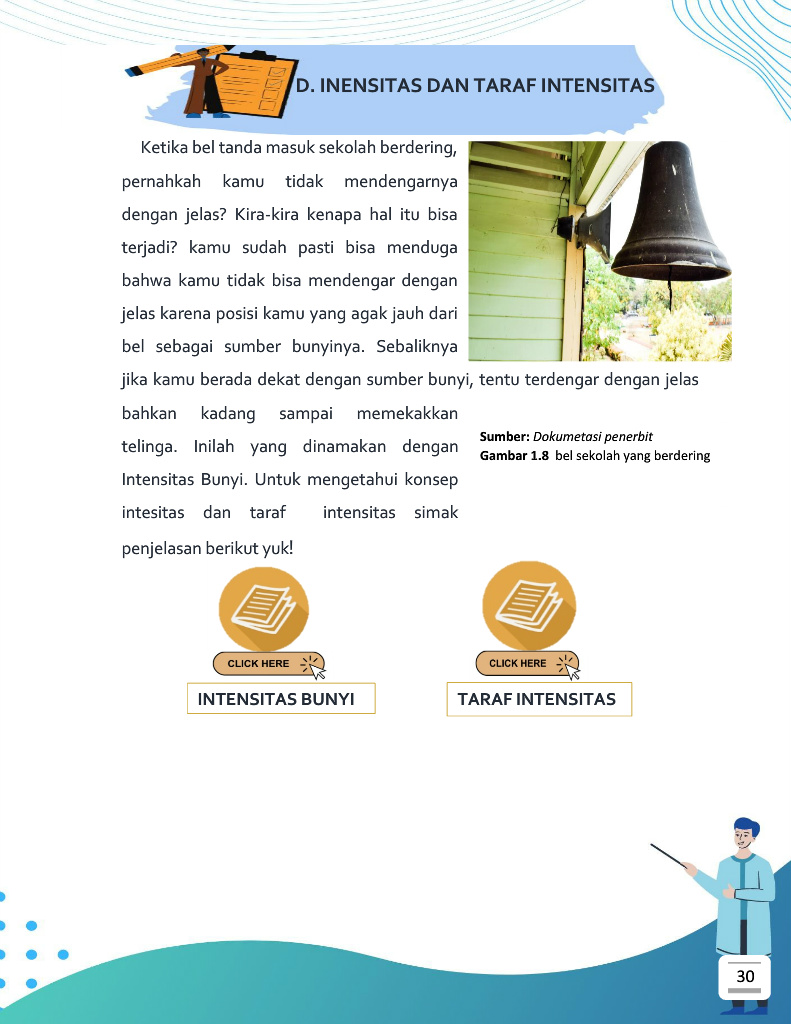 D. INENSITAS DAN TARAF INTENSITAS
Ketika bel tanda masuk sekolah berdering,
pernahkah kamu tidak mendengarnya
dengan jelas? Kira-kira kenapa hal itu bisa
terjadi? kamu sudah pasti bisa menduga
bahwa kamu tidak bisa mendengar dengan
jelas karena posisi kamu yang agak jauh dari
bel sebagai sumber bunyinya. Sebaliknya
jika kamu berada dekat dengan sumber bunyi, tentu terdengar dengan jelas
bahkan kadang sampai memekakkan
telinga. Inilah yang dinamakan dengan
Intensitas Bunyi. Untuk mengetahui konsep
intesitas dan taraf intensitas simak
penjelasan berikut yuk!
Sumber: Dokumetasi penerbit
Gambar 1.8 bel sekolah yang berdering
CLICK HERE
INTENSITAS BUNYI
CLICK HERE
TARAF INTENSITAS
30